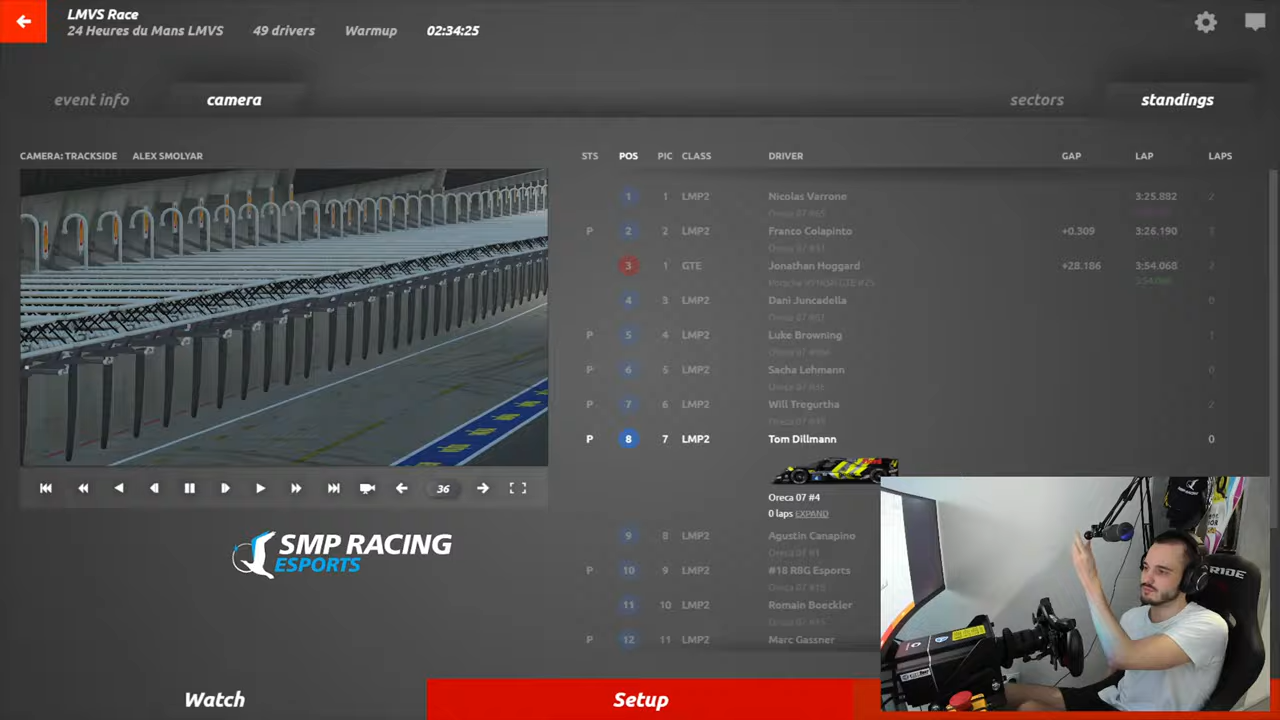 LMVS Race
24 Heures du Mans LMVS 49 drivers Warmup 02:34:25
event info camera sectors standings
CAMERA: TRACKSIDE ALEX SMOLYAR
STS POS PIC CLASS DRIVER GAP LAP LAPS
1 1 LMP2 Nicolas Varrone 3:25.882 2
P 2 2 LMP2 Franco Colapinto +0.309 3:26.190
3 1 GTE Jonathan Hoggard +28.186 3:54.068 2
4 3 LMP2 Dani Juncadella 0
P 5 4 LMP2 Luke Browning 1
P 6 5 LMP2 Sacha Lehmann 0
P 7 6 LMP2 Will Tregurtha 2
P 8 7 LMP2 Tom Dillmann 0
Oreca 07 #4
0 laps EXPAND
9 8 LMP2 Agustin Canapino
Oreca 07 #1
P 10 9 LMP2 #18 R8G Esports
11 10 LMP2 Romain Boeckler
P 12 11 LMP2 Marc Gassner
36
SMP RACING
ESPORTS
Watch Setup